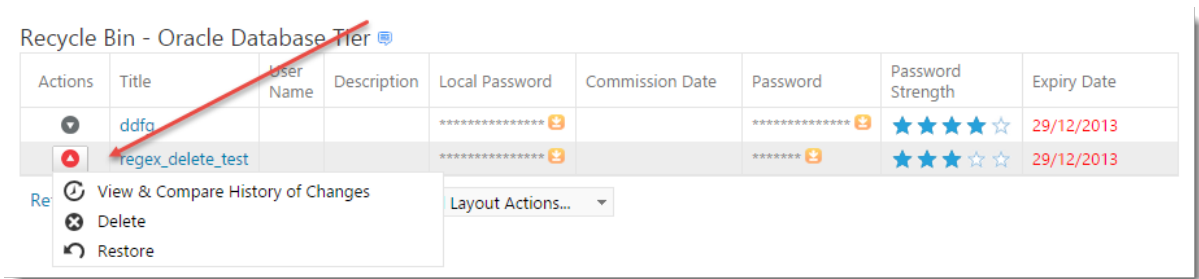 Recycle Bin - Oracle Database Tier
Actions Title User Name Description Local Password Commission Date Password Password Strength Expiry Date
ddfg *************** ************** 29/12/2013
regex_delete_test *************** ******* 29/12/2013
View & Compare History of Changes
Re Layout Actions...
Delete
Restore